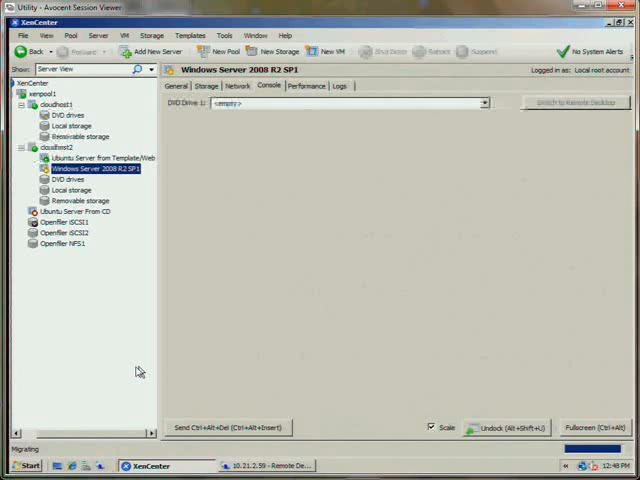 Utility - Avocent Session Viewer
XenCenter
File View Pool Server VM Storage Templates Tools Window Help
Back Forward Add New Server New Pool New Storage New VM Shut Down Reboot Suspend No System Alerts
Show: Server View
Windows Server 2008 R2 SP1 Logged in as: Local root account
General Storage Network Console Performance Logs
DVD Drive 1: <empty> Switch to Remote Desktop
XenCenter
xenpool1
cloudhost1
DVD drives
Local storage
Removable storage
cloudhost2
Ubuntu Server from Template/Web
Windows Server 2008 R2 SP1
DVD drives
Local storage
Removable storage
Ubuntu Server From CD
Openfiler iSCSI1
Openfiler iSCSI2
Openfiler NFS1
Send Ctrl+Alt+Del (Ctrl+Alt+Insert) Scale Undock (Alt+Shift+U) Fullscreen (Ctrl+Alt)
Migrating
Start XenCenter 10.21.2.59 - Remote De... 12:48 PM